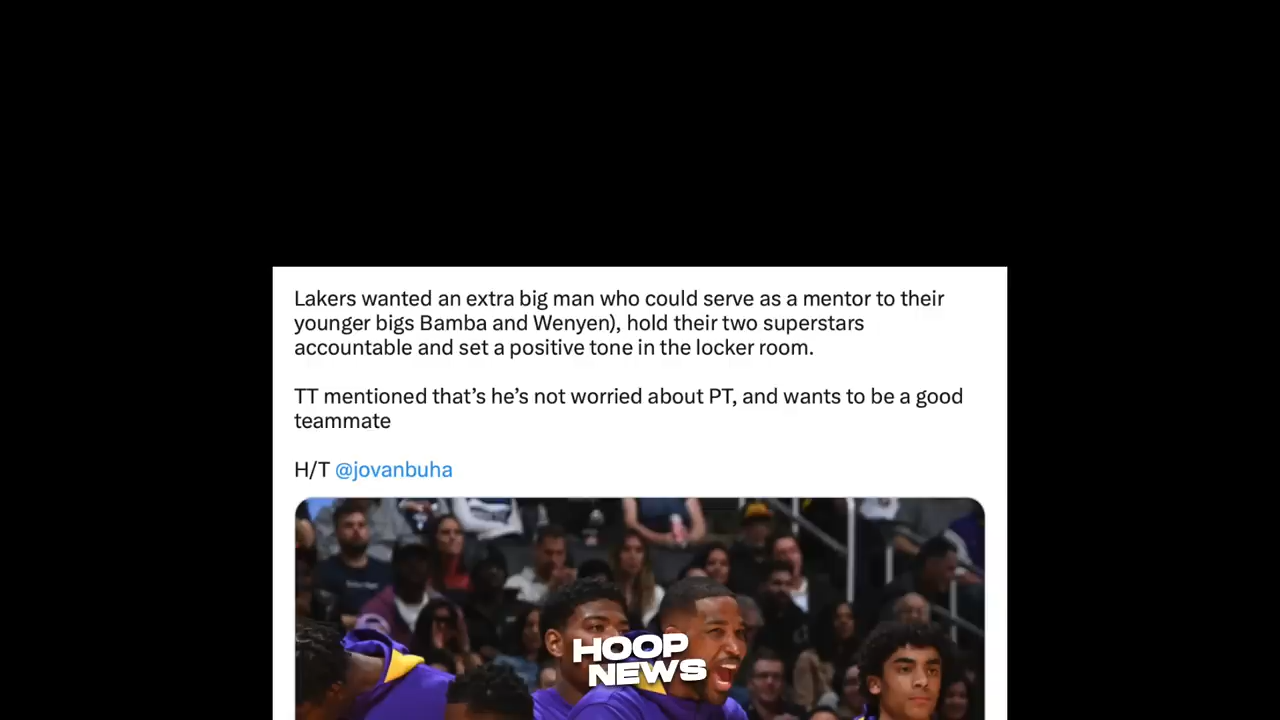 Lakers wanted an extra big man who could serve as a mentor to their
younger bigs Bamba and Wenyen), hold their two superstars
accountable and set a positive tone in the locker room.
TT mentioned that’s he’s not worried about PT, and wants to be a good
teammate
H/T @jovanbuha
HOOP
NEWS